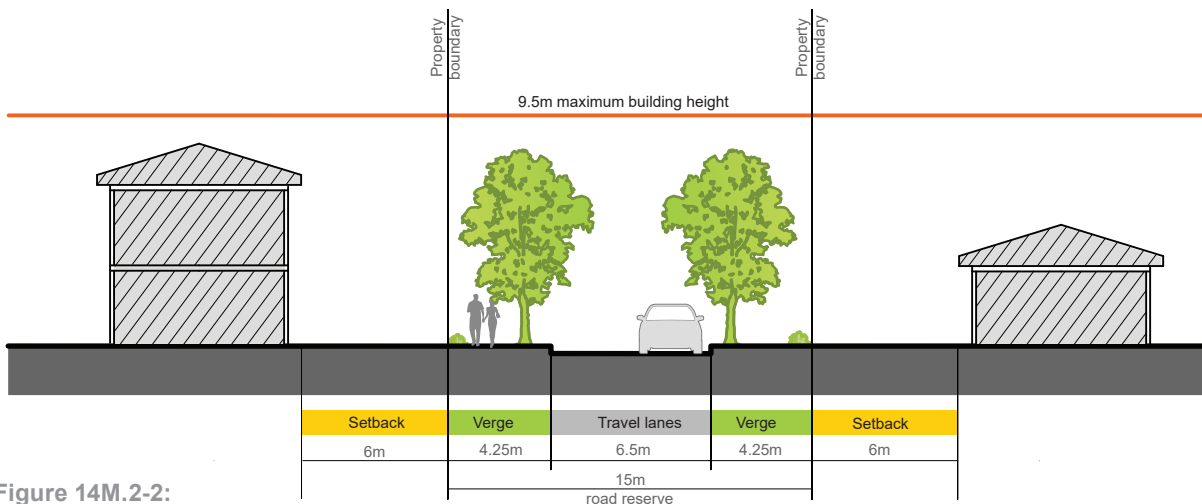 Property
boundary
Property
boundary
9.5m maximum building height
Setback
Verge
Travel lanes
Verge
Setback
6m
4.25m
6.5m
4.25m
6m
15m
road reserve
Figure 14M.2-2: